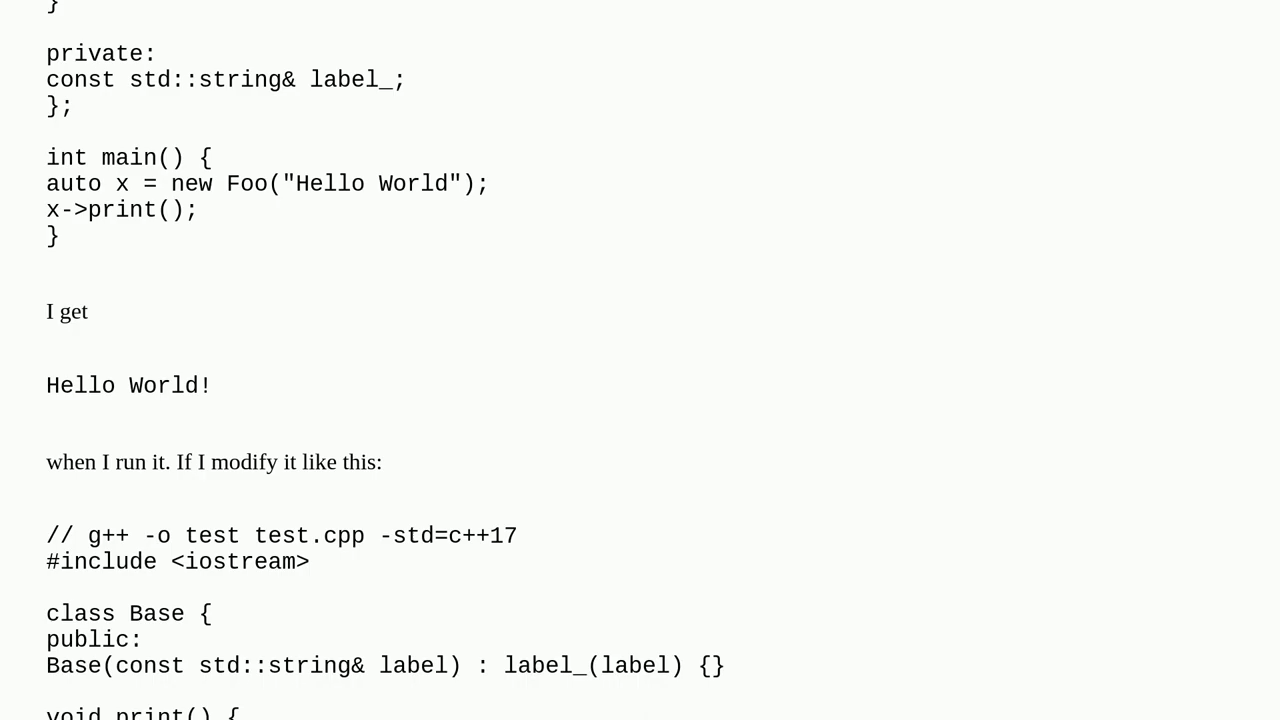 }
private:
const std::string& label_;
};
int main() {
auto x = new Foo("Hello World");
x->print();
}
I get
Hello World!
when I run it. If I modify it like this:
// g++ -o test test.cpp -std=c++17
#include <iostream>
class Base {
public:
Base(const std::string& label) : label_(label) {}
void print() {